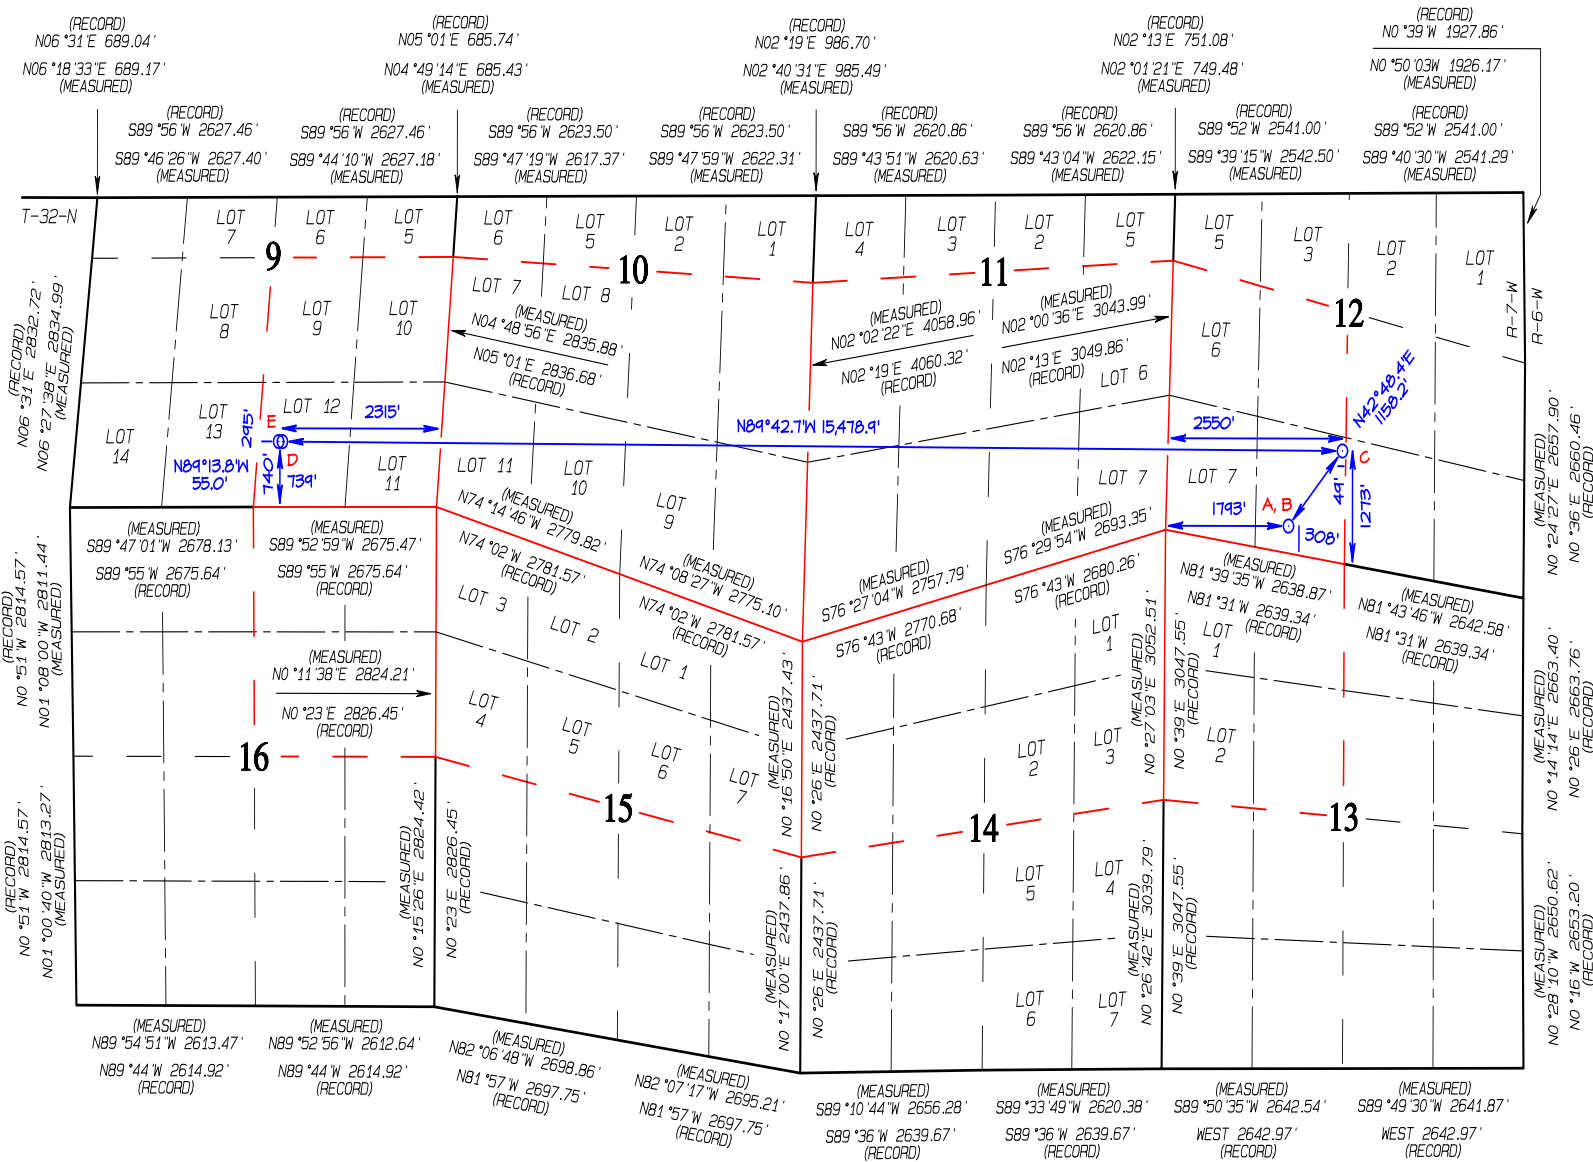 (RECORD)
N06°31'E 689.04'
N06°18'33"E 689.17'
(MEASURED)
(RECORD)
N05°01'E 685.74'
N04°49'14"E 685.43'
(MEASURED)
(RECORD)
N02°19'E 986.70'
N02°40'31"E 985.49'
(MEASURED)
(RECORD)
N02°13'E 751.08'
N02°01'21"E 749.48'
(MEASURED)
(RECORD)
N0°39'W 1927.86'
N0°50'03W 1926.17'
(MEASURED)
(RECORD)
S89°56'W 2627.46'
S89°46'26"W 2627.40'
(MEASURED)
(RECORD)
S89°56'W 2627.46'
S89°44'10"W 2627.18'
(MEASURED)
(RECORD)
S89°56'W 2623.50'
S89°47'19"W 2617.37'
(MEASURED)
(RECORD)
S89°56'W 2623.50'
S89°47'59"W 2622.31'
(MEASURED)
(RECORD)
S89°56'W 2620.86'
S89°43'51"W 2620.63'
(MEASURED)
(RECORD)
S89°56'W 2620.86'
S89°43'04"W 2622.15'
(MEASURED)
(RECORD)
S89°52'W 2541.00'
S89°39'15"W 2542.50'
(MEASURED)
(RECORD)
S89°52'W 2541.00'
S89°40'30"W 2541.29'
(MEASURED)
T-32-N
LOT
7
LOT
6
LOT
5
LOT
6
LOT
5
LOT
2
LOT
1
LOT
4
LOT
3
LOT
2
LOT
5
LOT
5
LOT
3
LOT
2
LOT
1
9
10
11
12
R-7-W
R-6-W
(RECORD)
N06°31'E 2832.72'
N06°27'38"E 2834.99'
(MEASURED)
LOT
8
LOT
9
LOT
10
LOT 7
LOT 8
(MEASURED)
N04°48'56"E 2835.88'
N05°01'E 2836.68'
(RECORD)
(MEASURED)
N02°02'22"E 4058.96'
N02°19'E 4060.32'
(RECORD)
(MEASURED)
N02°00'36"E 3043.99'
N02°13'E 3049.86'
(RECORD)
LOT 6
LOT
6
LOT
14
LOT
13
LOT 12
LOT
11
LOT 11
LOT
10
LOT
9
LOT 7
LOT 7
295'
E
2315'
N89°42.7'W 15,478.9'
2550'
N42°48.4'E
1158.2'
N89°13.8'W
55.0'
740'
D
739'
C
49'
1273'
A, B
1793'
308'
(MEASURED)
N0°24'27"E 2657.90'
N0°36'E 2660.46'
(RECORD)
(MEASURED)
S89°47'01"W 2678.13'
S89°55'W 2675.64'
(RECORD)
(MEASURED)
S89°52'59"W 2675.47'
S89°55'W 2675.64'
(RECORD)
(MEASURED)
N74°14'46"W 2779.82'
N74°02'W 2781.57'
(RECORD)
(MEASURED)
N74°08'27"W 2775.10'
N74°02'W 2781.57'
(RECORD)
(MEASURED)
S76°27'04"W 2757.79'
S76°43'W 2770.68'
(RECORD)
(MEASURED)
S76°29'54"W 2693.35'
S76°43'W 2680.26'
(RECORD)
(MEASURED)
N81°39'35"W 2638.87'
N81°31'W 2639.34'
(RECORD)
(MEASURED)
N81°43'46"W 2642.58'
N81°31'W 2639.34'
(RECORD)
(RECORD)
N0°51'W 2814.57'
N01°08'00"W 2811.44'
(MEASURED)
(MEASURED)
N0°11'38"E 2824.21'
N0°23'E 2826.45'
(RECORD)
LOT 3
LOT 2
LOT 1
LOT
4
LOT
5
LOT
6
LOT
7
(MEASURED)
N0°16'50"E 2437.43'
N0°26'E 2437.71'
(RECORD)
LOT
1
LOT
2
LOT
3
(MEASURED)
N0°27'03"E 3052.51'
N0°39'E 3047.55'
(RECORD)
LOT
1
LOT
2
(MEASURED)
N0°14'14"E 2663.40'
N0°26'E 2663.76'
(RECORD)
16
15
14
13
(RECORD)
N0°51'W 2814.57'
N01°00'40"W 2813.27'
(MEASURED)
(MEASURED)
N0°15'26"E 2824.42'
N0°23'E 2826.45'
(RECORD)
(MEASURED)
N0°17'00"E 2437.86'
N0°26'E 2437.71'
(RECORD)
LOT
5
LOT
4
LOT
6
LOT
7
(MEASURED)
N0°26'42"E 3039.79'
N0°39'E 3047.55'
(RECORD)
(MEASURED)
N0°28'10"W 2650.62'
N0°16'W 2653.20'
(RECORD)
(MEASURED)
N89°54'51"W 2613.47'
N89°44'W 2614.92'
(RECORD)
(MEASURED)
N89°52'56"W 2612.64'
N89°44'W 2614.92'
(RECORD)
(MEASURED)
N82°06'48"W 2698.86'
N81°57'W 2697.75'
(RECORD)
(MEASURED)
N82°07'17"W 2695.21'
N81°57'W 2697.75'
(RECORD)
(MEASURED)
S89°10'44"W 2656.28'
S89°36'W 2639.67'
(RECORD)
(MEASURED)
S89°33'49"W 2620.38'
S89°36'W 2639.67'
(RECORD)
(MEASURED)
S89°50'35"W 2642.54'
WEST 2642.97'
(RECORD)
(MEASURED)
S89°49'30"W 2641.87'
WEST 2642.97'
(RECORD)